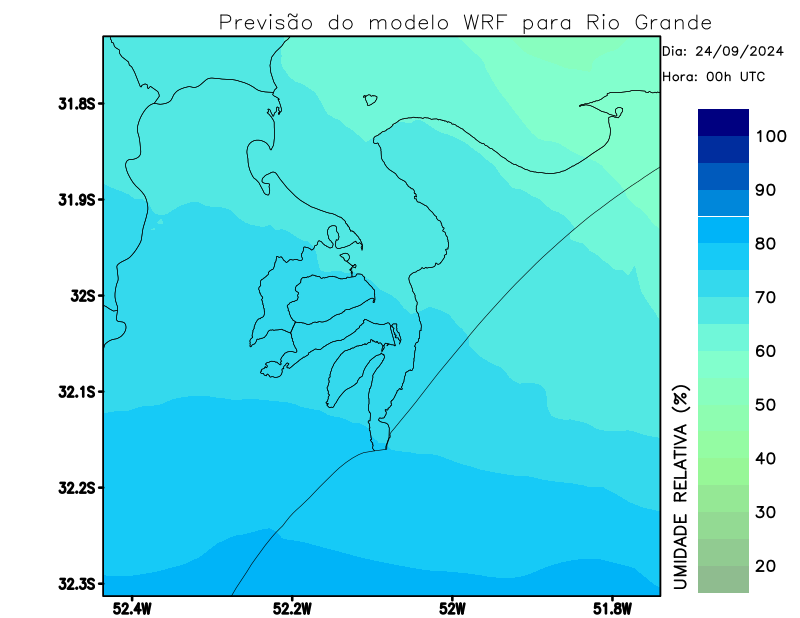 Previsão do modelo WRF para Rio Grande
Dia: 24/09/2024
Hora: 00h UTC
31.8S
31.9S
32S
32.1S
32.2S
32.3S
52.4W
52.2W
52W
51.8W
100
90
80
70
60
50
40
30
20
UMIDADE RELATIVA (%)